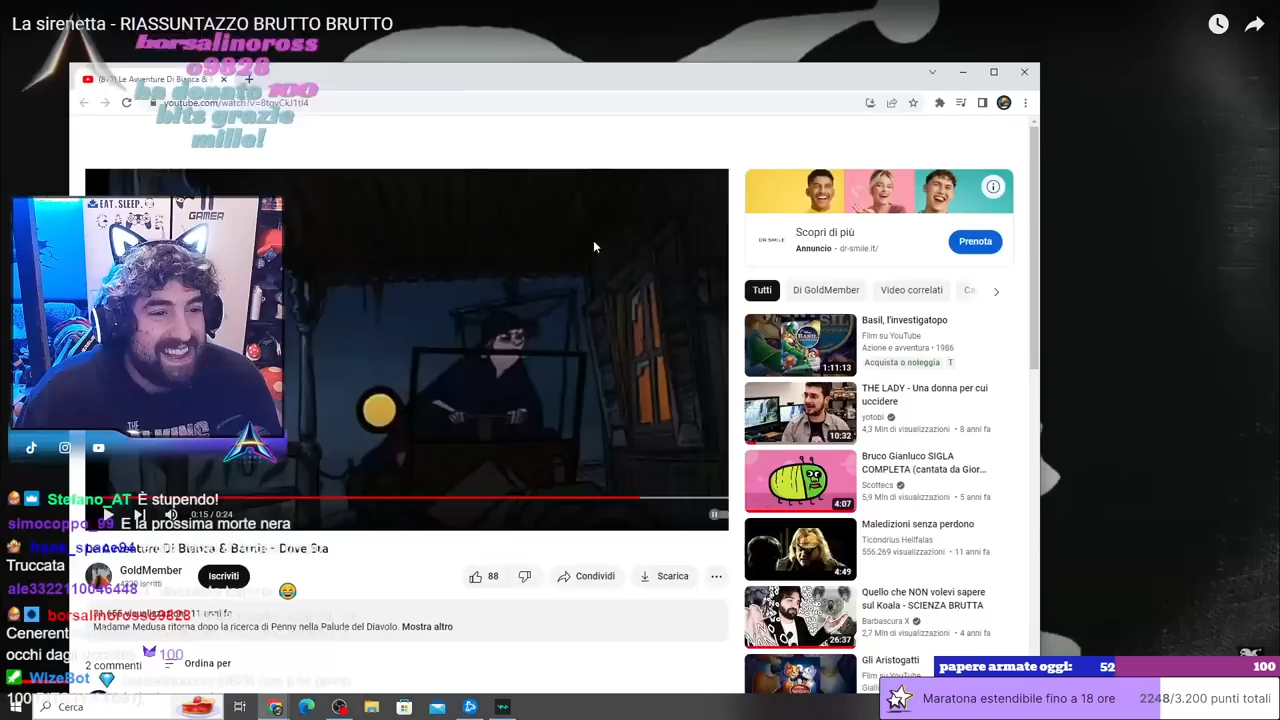 La sirenetta - RIASSUNTAZZO BRUTTO BRUTTO
borsalinoross
o9828
ha donato 100
bits grazie
mille!
youtube.com/watch?v=8tgvCkJ1tl4
EAT.SLEEP.
GAMER
Scopri di più
DR SMILE
Annuncio · dr-smile.it/
Prenota
Tutti
Di GoldMember
Video correlati
Basil, l'investigatopo
Film su YouTube
Azione e avventura • 1986
Acquista o noleggia T
1:11:13
THE LADY - Una donna per cui
uccidere
yotobi
4,3 Mln di visualizzazioni • 8 anni fa
10:32
Bruco Gianluco SIGLA
COMPLETA (cantata da Gior...
Scottecs
5,9 Mln di visualizzazioni • 5 anni fa
4:07
Maledizioni senza perdono
Ticondrius Hellfalas
556.269 visualizzazioni • 11 anni fa
4:49
Quello che NON volevi sapere
sul Koala - SCIENZA BRUTTA
Barbascura X
2,7 Mln di visualizzazioni • 4 anni fa
26:37
Gli Aristogatti
Film su
Stefano_AT È stupendo!
0:15 / 0:24
simocoppo_99 E la prossima morte nera
Truccata
GoldMember
Iscriviti
88
Condividi
Scarica
ale3322110046448
borsalinorosso9828
Madame Medusa ritorna dopo la ricerca di Penny nella Palude del Diavolo. Mostra altro
occhi dagli
100
2 commenti
Ordina per
WizeBot
Cerca
papere armate oggi: 52 100
Maratona estendibile fino a 18 ore 2248/3.200 punti totali